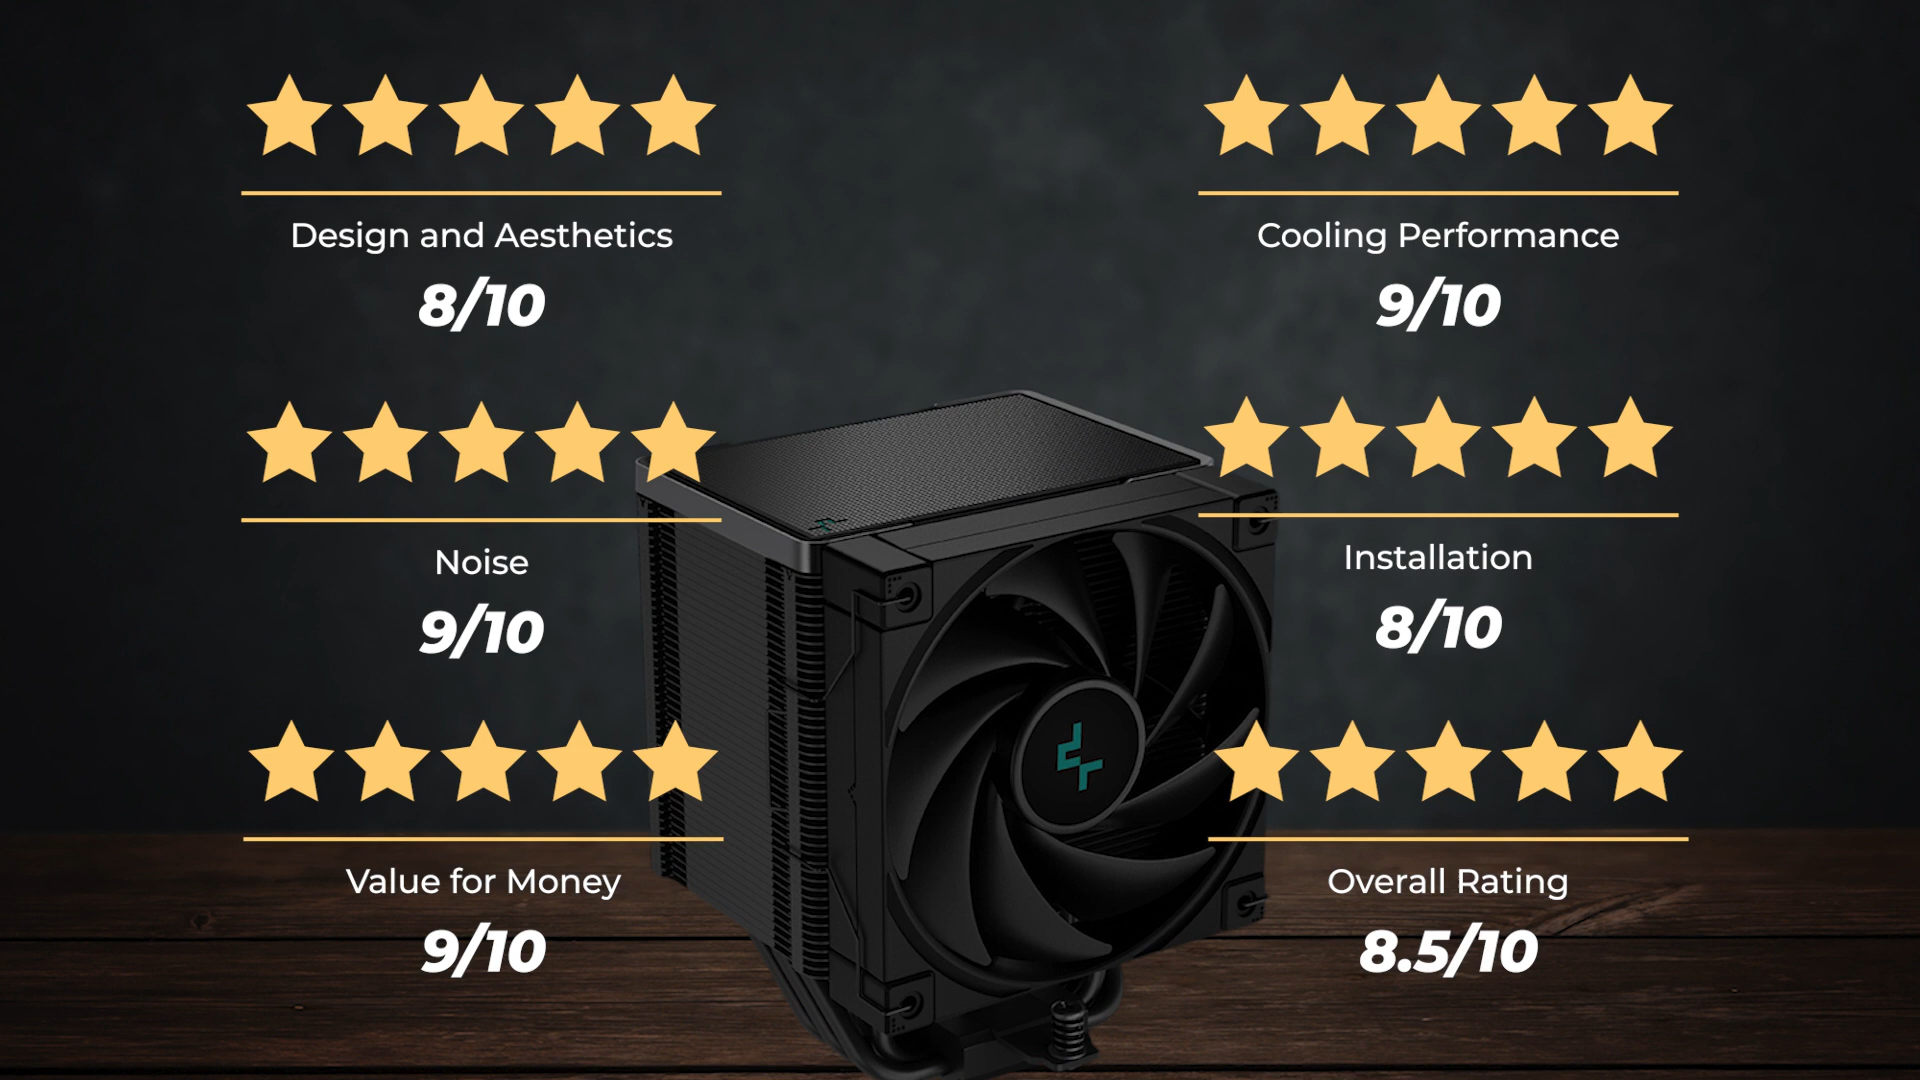 Design and Aesthetics
8/10
Cooling Performance
9/10
Noise
9/10
Installation
8/10
Value for Money
9/10
Overall Rating
8.5/10